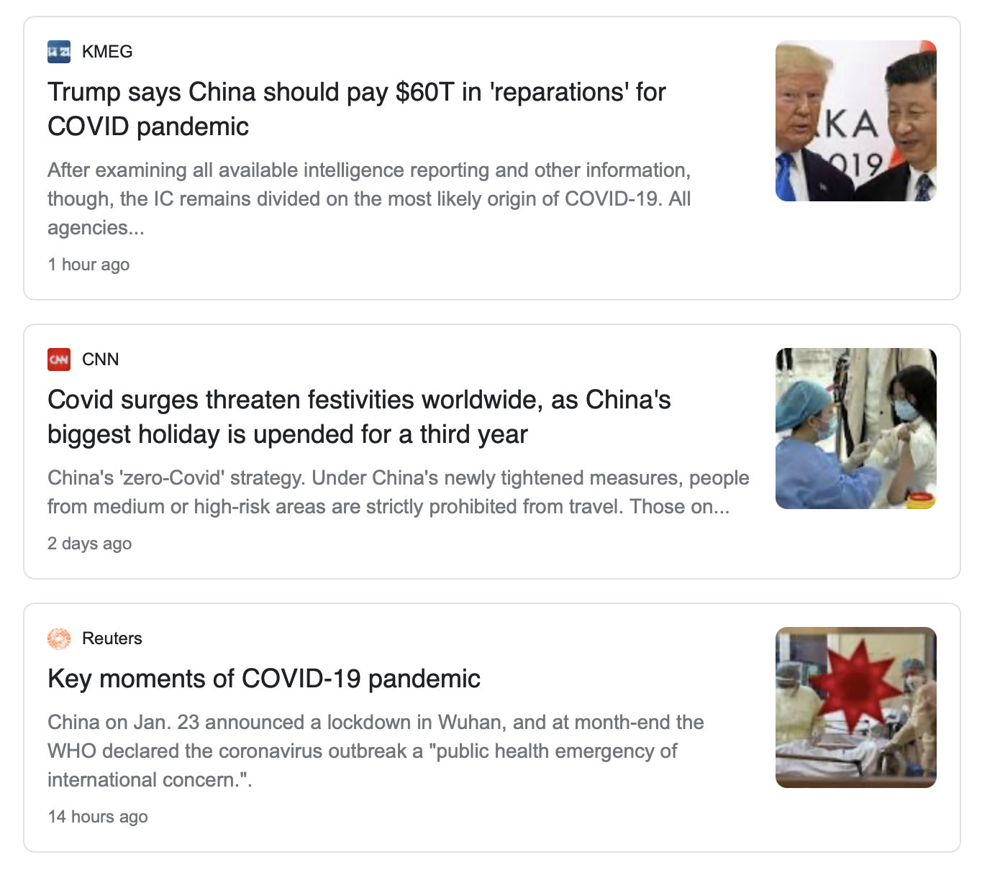 KMEG
Trump says China should pay $60T in 'reparations' for
COVID pandemic
After examining all available intelligence reporting and other information,
though, the IC remains divided on the most likely origin of COVID-19. All
agencies...
1 hour ago
KA
019
CNN
CNN
Covid surges threaten festivities worldwide, as China's
biggest holiday is upended for a third year
China's 'zero-Covid' strategy. Under China's newly tightened measures, people
from medium or high-risk areas are strictly prohibited from travel. Those on...
2 days ago
Reuters
Key moments of COVID-19 pandemic
China on Jan. 23 announced a lockdown in Wuhan, and at month-end the
WHO declared the coronavirus outbreak a "public health emergency of
international concern.".
14 hours ago